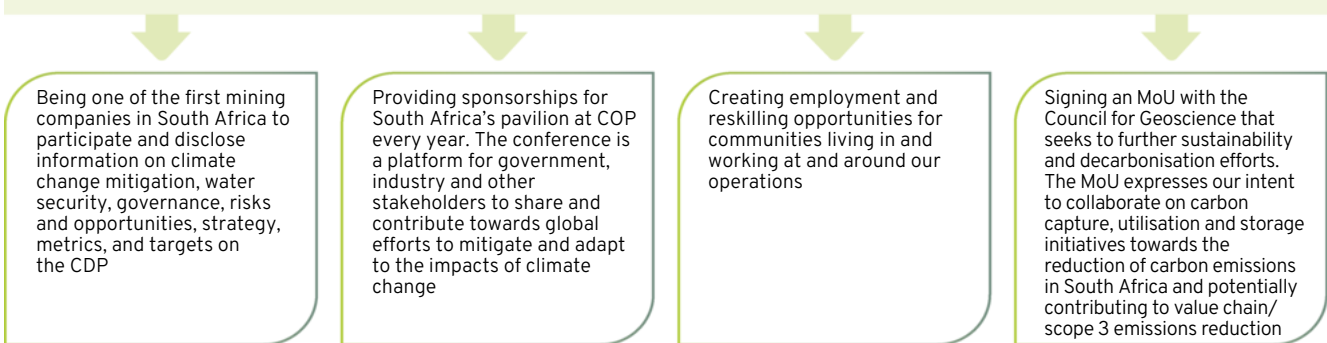 Being one of the first mining
companies in South Africa to
participate and disclose
information on climate
change mitigation, water
security, governance, risks
and opportunities, strategy,
metrics, and targets on
the CDP
Providing sponsorships for
South Africa's pavilion at COP
every year. The conference is
a platform for government,
industry and other
stakeholders to share and
contribute towards global
efforts to mitigate and adapt
to the impacts of climate
change
Creating employment and
reskilling opportunities for
communities living in and
working at and around our
operations
Signing an MoU with the
Council for Geoscience that
seeks to further sustainability
and decarbonisation efforts.
The MoU expresses our intent
to collaborate on carbon
capture, utilisation and storage
initiatives towards the
reduction of carbon emissions
in South Africa and potentially
contributing to value chain/
scope 3 emissions reduction